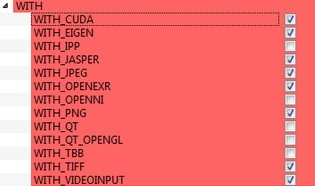 WITH
WITH_CUDA
WITH_EIGEN
WITH_IPP
WITH_JASPER
WITH_JPEG
WITH_OPENEXR
WITH_OPENNI
WITH_PNG
WITH_QT
WITH_QT_OPENGL
WITH_TBB
WITH_TIFF
WITH_VIDEOINPUT